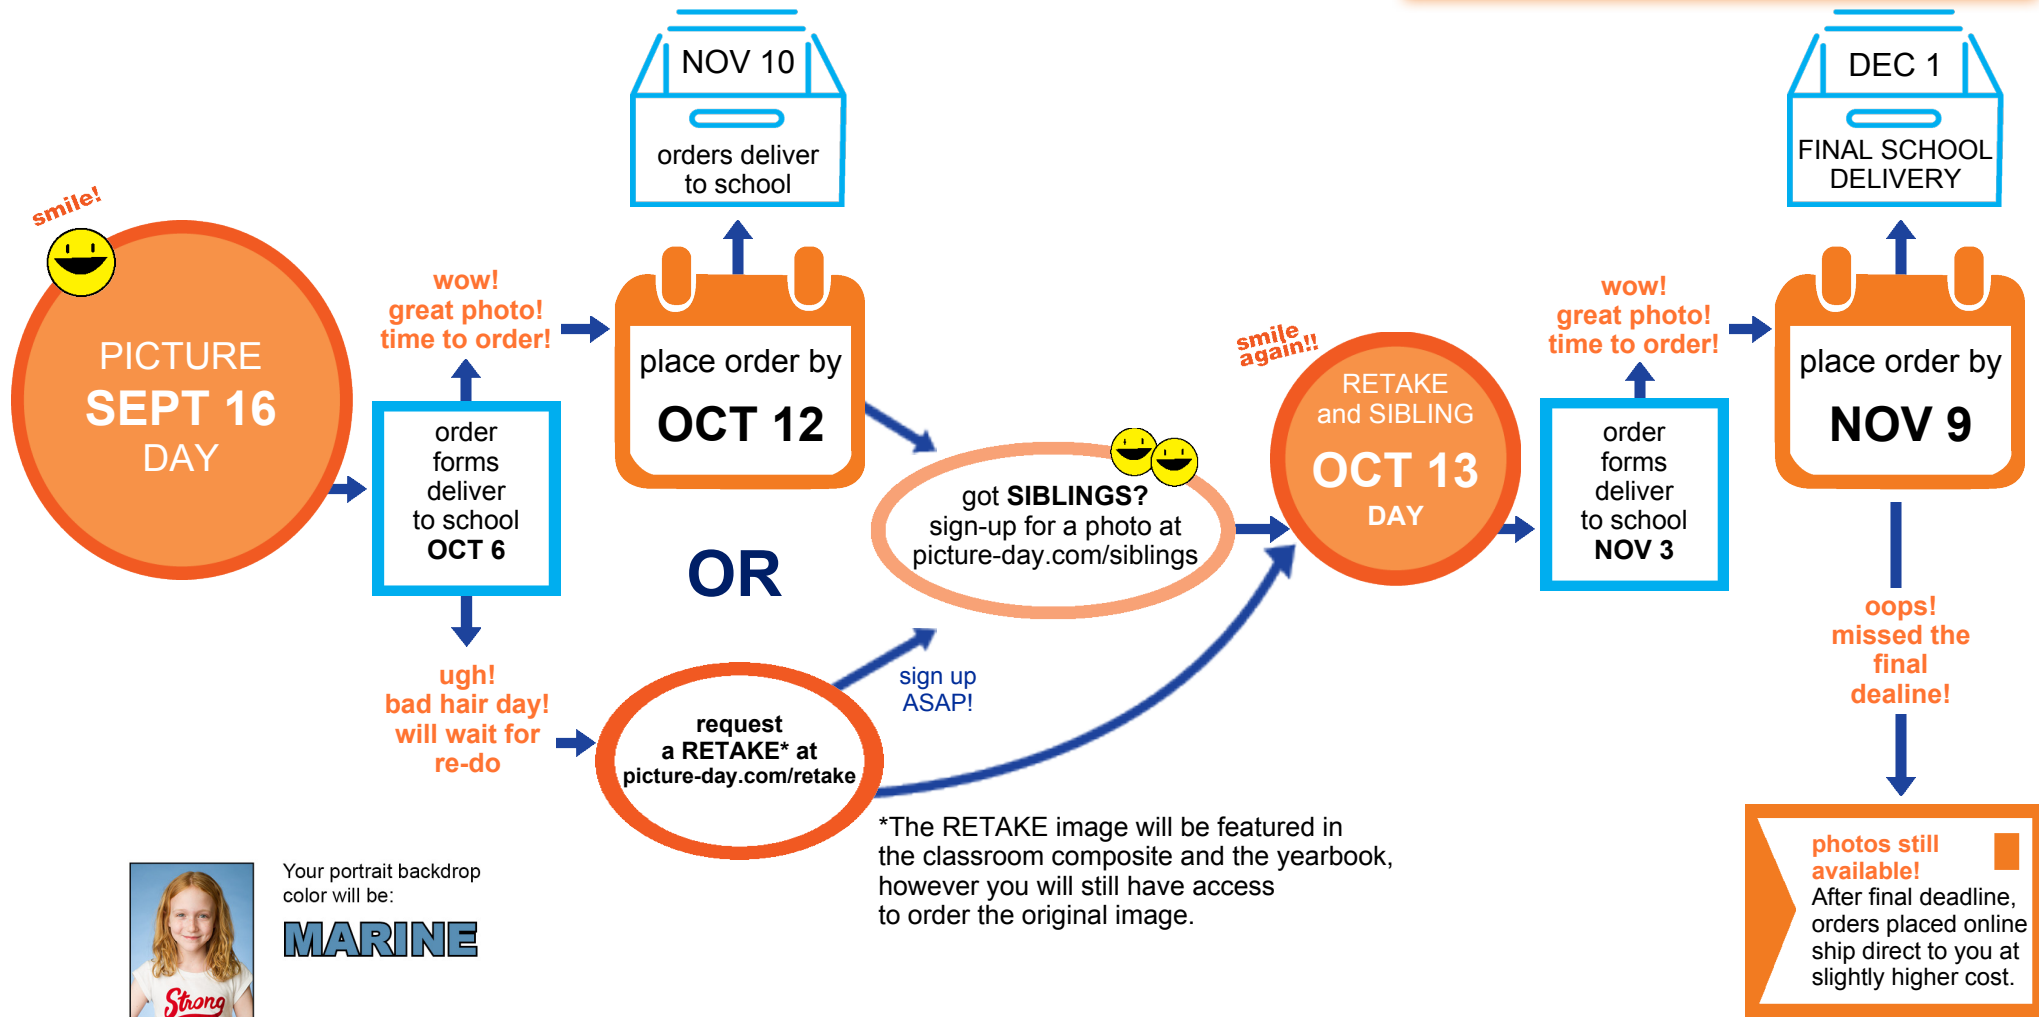 smile!
PICTURE
SEPT 16
DAY
order
forms
deliver
to school
OCT 6
wow!
great photo!
time to order!
place order by
OCT 12
NOV 10
orders deliver
to school
OR
ugh!
bad hair day!
will wait for
re-do
request
a RETAKE* at
picture-day.com/retake
sign up
ASAP!
got SIBLINGS?
sign-up for a photo at
picture-day.com/siblings
smile
again!!
RETAKE
and SIBLING
OCT 13
DAY
order
forms
deliver
to school
NOV 3
wow!
great photo!
time to order!
place order by
NOV 9
DEC 1
FINAL SCHOOL
DELIVERY
oops!
missed the
final
dealine!
photos still
available!
After final deadline,
orders placed online
ship direct to you at
slightly higher cost.
*The RETAKE image will be featured in
the classroom composite and the yearbook,
however you will still have access
to order the original image.
Your portrait backdrop
color will be:
MARINE
Strong